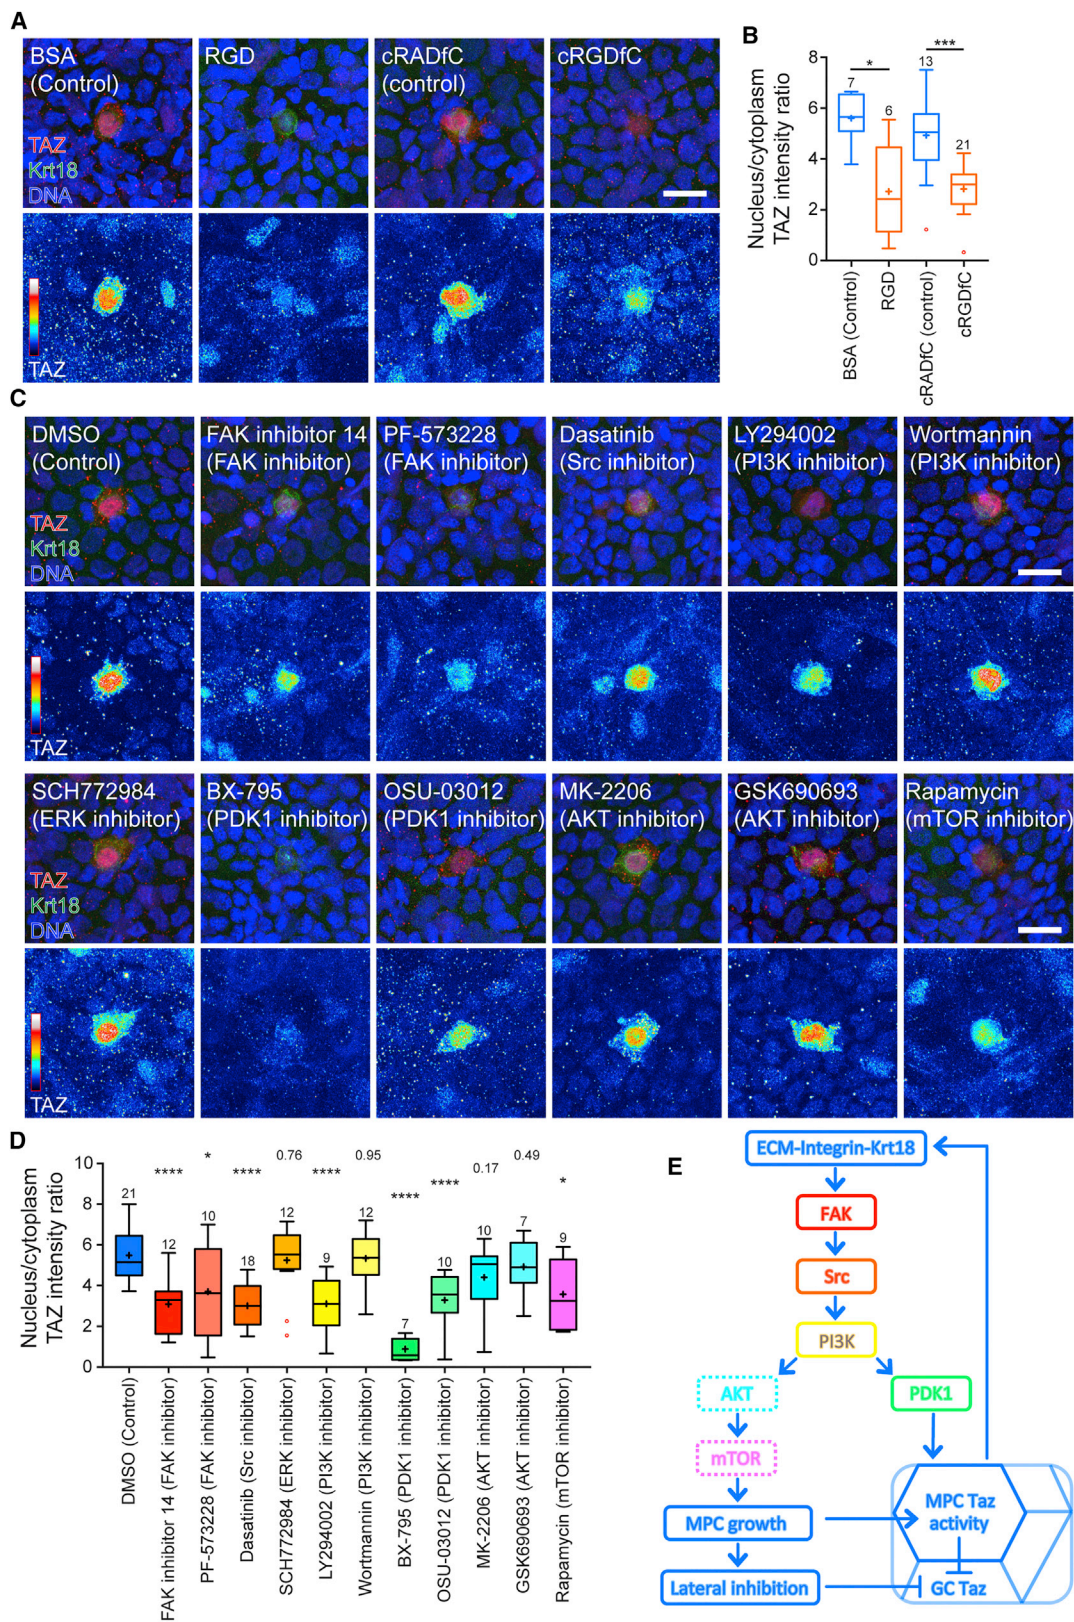 A
BSA
(Control)
TAZ
Krt18
DNA
RGD
cRADfC
(control)
cRGDfC
TAZ
B
Nucleus/cytoplasm
TAZ intensity ratio
8
6
4
2
0
7
*
6
13
***
21
BSA (Control)
RGD
cRADfC (control)
cRGDfC
C
DMSO
(Control)
TAZ
Krt18
DNA
FAK inhibitor 14
(FAK inhibitor)
PF-573228
(FAK inhibitor)
Dasatinib
(Src inhibitor)
LY294002
(PI3K inhibitor)
Wortmannin
(PI3K inhibitor)
TAZ
SCH772984
(ERK inhibitor)
TAZ
Krt18
DNA
BX-795
(PDK1 inhibitor)
OSU-03012
(PDK1 inhibitor)
MK-2206
(AKT inhibitor)
GSK690693
(AKT inhibitor)
Rapamycin
(mTOR inhibitor)
TAZ
D
Nucleus/cytoplasm
TAZ intensity ratio
10
8
6
4
2
0
21
****
12
*
10
****
18
0.76
12
****
9
0.95
12
****
7
****
10
0.17
10
0.49
7
*
9
DMSO (Control)
FAK inhibitor 14 (FAK inhibitor)
PF-573228 (FAK inhibitor)
Dasatinib (Src inhibitor)
SCH772984 (ERK inhibitor)
LY294002 (PI3K inhibitor)
Wortmannin (PI3K inhibitor)
BX-795 (PDK1 inhibitor)
OSU-03012 (PDK1 inhibitor)
MK-2206 (AKT inhibitor)
GSK690693 (AKT inhibitor)
Rapamycin (mTOR inhibitor)
E
ECM-Integrin-Krt18
FAK
Src
PI3K
AKT
PDK1
mTOR
MPC growth
MPC Taz
activity
Lateral inhibition
GC Taz